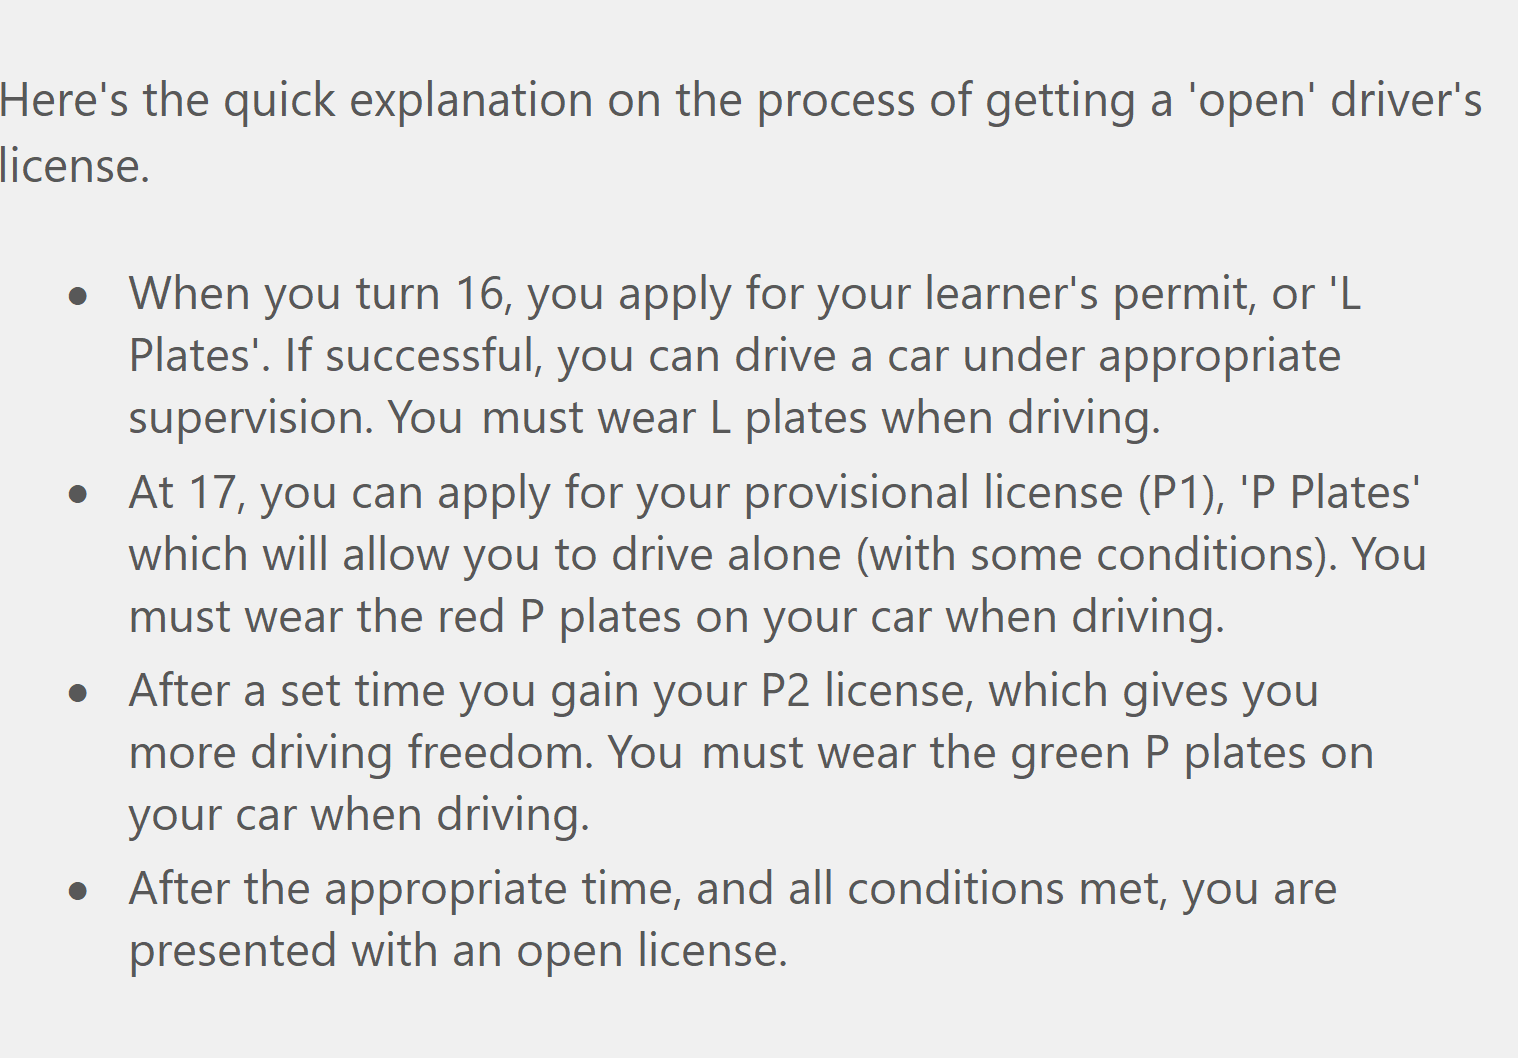 Here's the quick explanation on the process of getting a 'open' driver's
license.
● When you turn 16, you apply for your learner's permit, or 'L
Plates'. If successful, you can drive a car under appropriate
supervision. You must wear L plates when driving.
● At 17, you can apply for your provisional license (P1), 'P Plates'
which will allow you to drive alone (with some conditions). You
must wear the red P plates on your car when driving.
● After a set time you gain your P2 license, which gives you
more driving freedom. You must wear the green P plates on
your car when driving.
● After the appropriate time, and all conditions met, you are
presented with an open license.